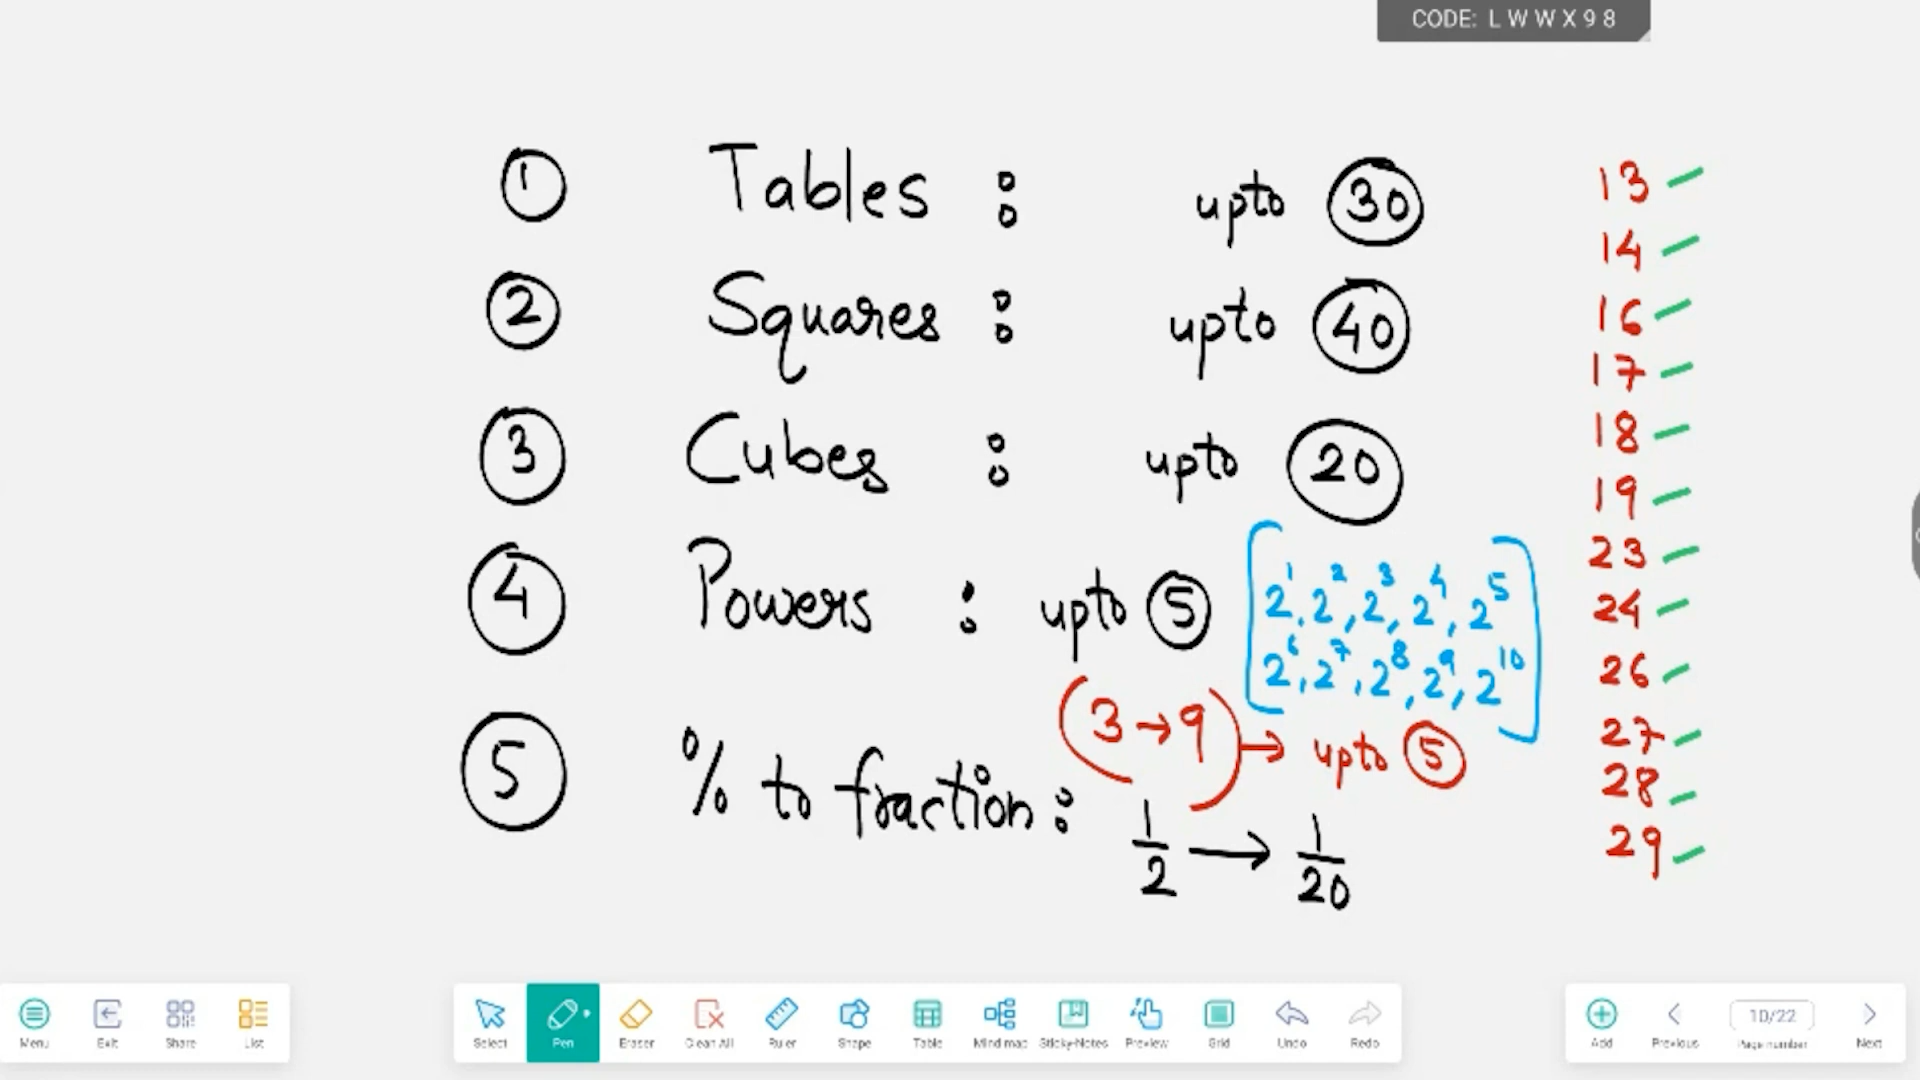 CODE: LWWX98
① Tables : upto 30
② Squares : upto 40
③ Cubes : upto 20
④ Powers : upto 5
[2¹, 2², 2³, 2⁴, 2⁵
2⁶, 2⁷, 2⁸, 2⁹, 2¹⁰]
(3→9) → upto 5
⑤ % to fraction : 1/2 → 1/20
13
14
16
17
18
19
23
24
26
27
28
29
Menu Exit Share List
Select Pen Eraser Clean All Ruler Shape Table Mind map Sticky-Notes Preview Grid Undo Redo
10/22
Add Previous Page number Next